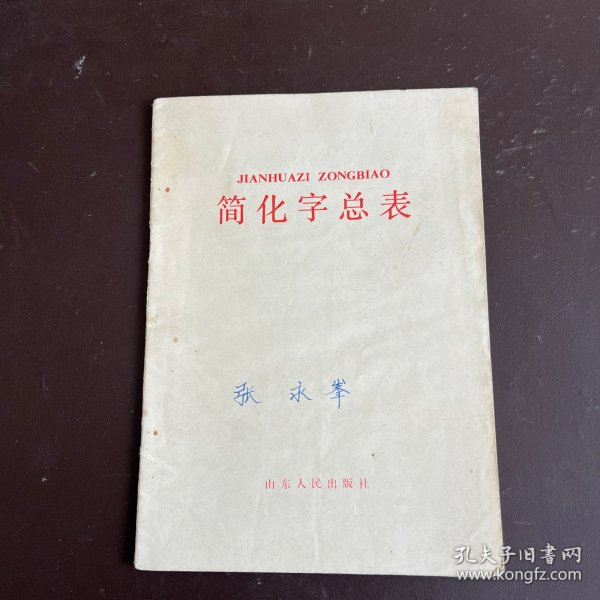 JIANHUAZI ZONGBIAO
简化字总表
张永峯
山东人民出版社
孔夫子旧书网
www.kongfz.com